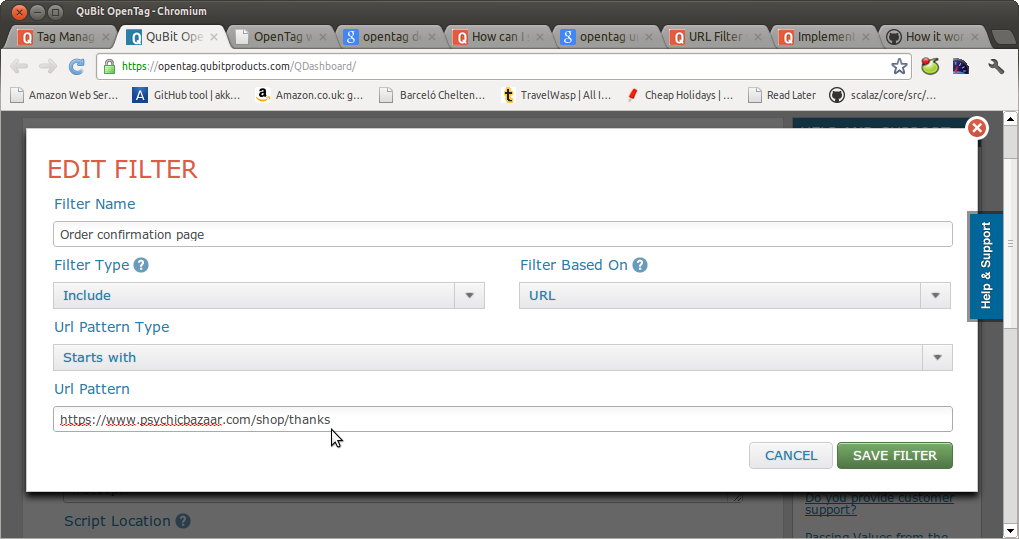 QuBit OpenTag - Chromium
Tag Manag
QuBit Ope
OpenTag w
opentag de
How can I
opentag u
URL Filter
Implement
How it wor
https://opentag.qubitproducts.com/QDashboard/
Amazon Web Ser...
GitHub tool | akk...
Amazon.co.uk: g...
Barceló Chelten...
TravelWasp | All I...
Cheap Holidays | ...
Read Later
scalaz/core/src/...
HELP AND SUPPORT
EDIT FILTER
Filter Name
Order confirmation page
Filter Type ?
Filter Based On ?
Include
URL
Help & Support
Url Pattern Type
Starts with
Url Pattern
https://www.psychicbazaar.com/shop/thanks
CANCEL
SAVE FILTER
Do you provide customer
support?
Script Location ?
Passing Values from the